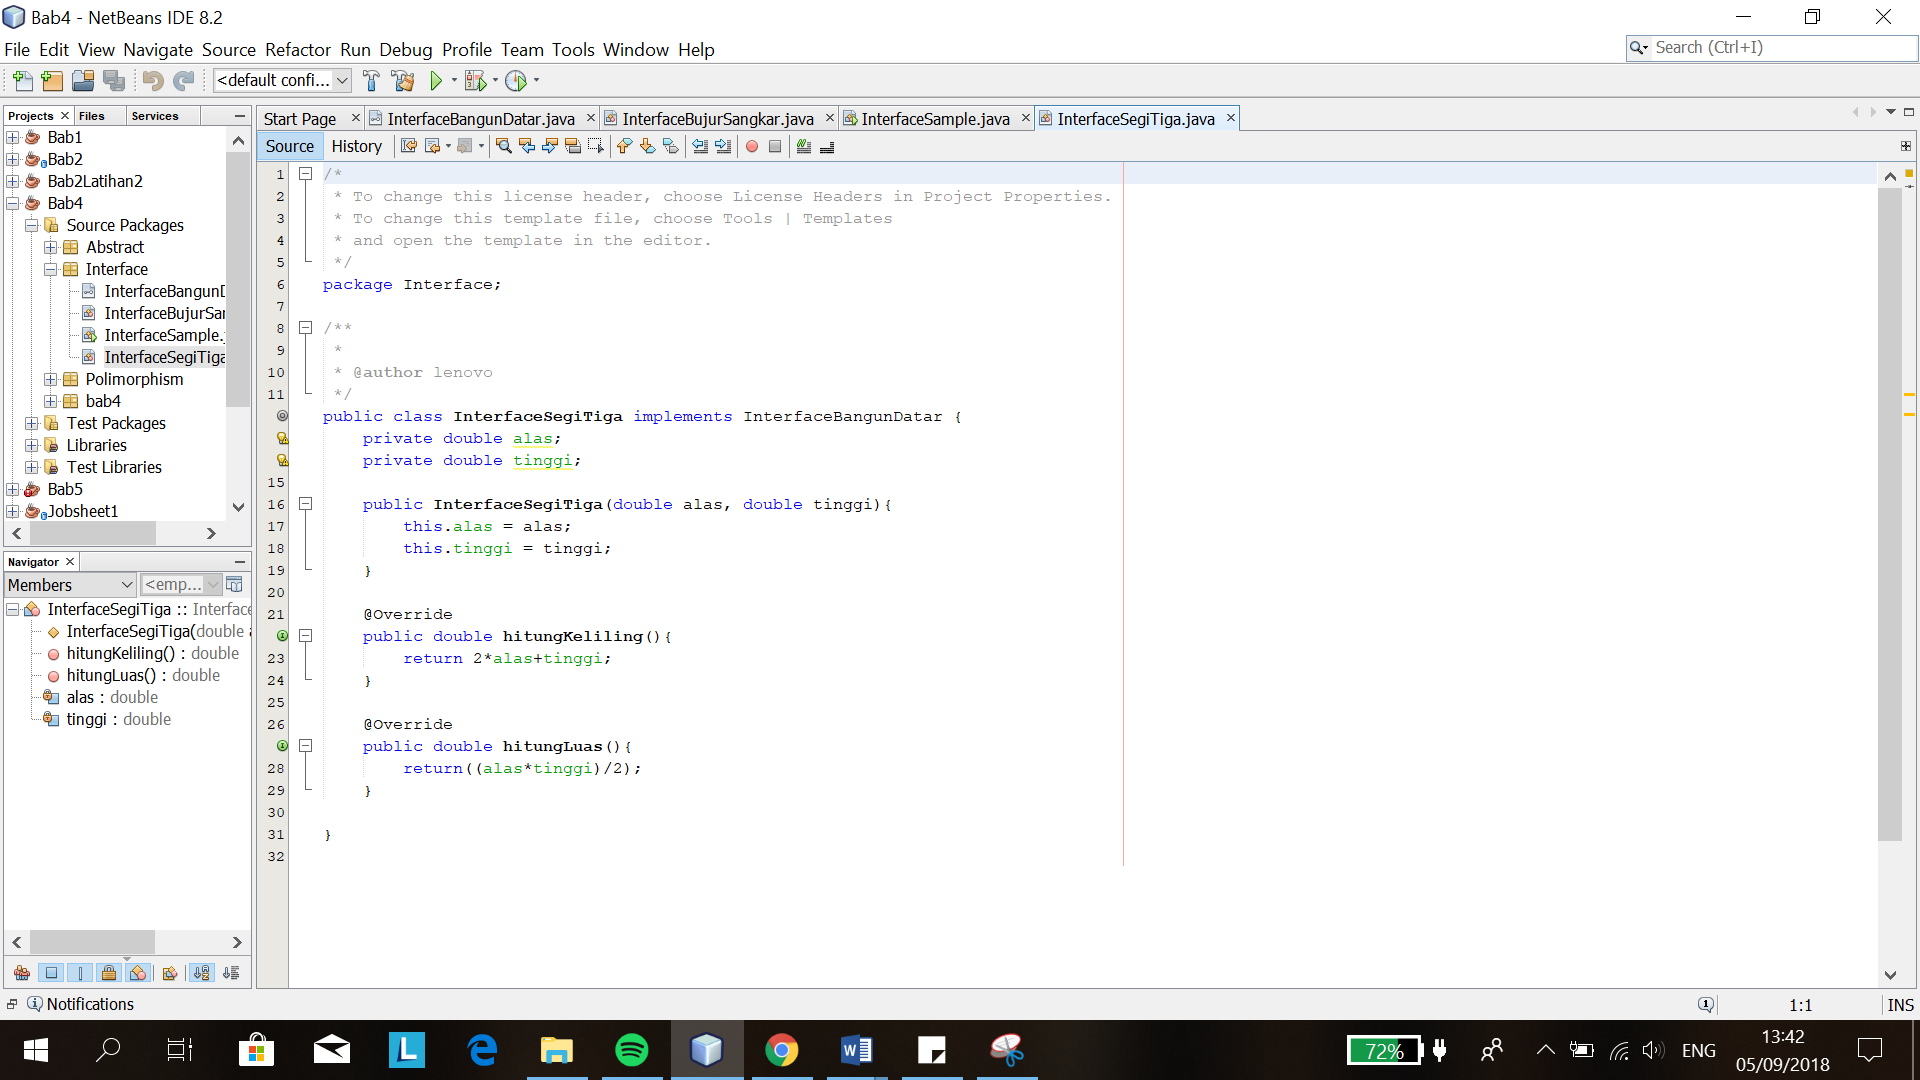 Bab4 - NetBeans IDE 8.2
File Edit View Navigate Source Refactor Run Debug Profile Team Tools Window Help
Search (Ctrl+I)
<default confi...
Projects Files Services
Bab1
Bab2
Bab2Latihan2
Bab4
Source Packages
Abstract
Interface
InterfaceBangunD
InterfaceBujurSan
InterfaceSample.j
InterfaceSegiTiga
Polimorphism
bab4
Test Packages
Libraries
Test Libraries
Bab5
Jobsheet1
Navigator
Members <emp...
InterfaceSegiTiga :: Interface
InterfaceSegiTiga(double a
hitungKeliling() : double
hitungLuas() : double
alas : double
tinggi : double
Start Page InterfaceBangunDatar.java InterfaceBujurSangkar.java InterfaceSample.java InterfaceSegiTiga.java
Source History
1 /*
2 * To change this license header, choose License Headers in Project Properties.
3 * To change this template file, choose Tools | Templates
4 * and open the template in the editor.
5 */
6 package Interface;
7
8 /**
9 *
10 * @author lenovo
11 */
public class InterfaceSegiTiga implements InterfaceBangunDatar {
private double alas;
private double tinggi;
15
16 public InterfaceSegiTiga(double alas, double tinggi){
17 this.alas = alas;
18 this.tinggi = tinggi;
19 }
20
21 @Override
public double hitungKeliling(){
23 return 2*alas+tinggi;
24 }
25
26 @Override
public double hitungLuas(){
28 return((alas*tinggi)/2);
29 }
30
31 }
32
Notifications
1:1 INS
72%
ENG
13:42
05/09/2018